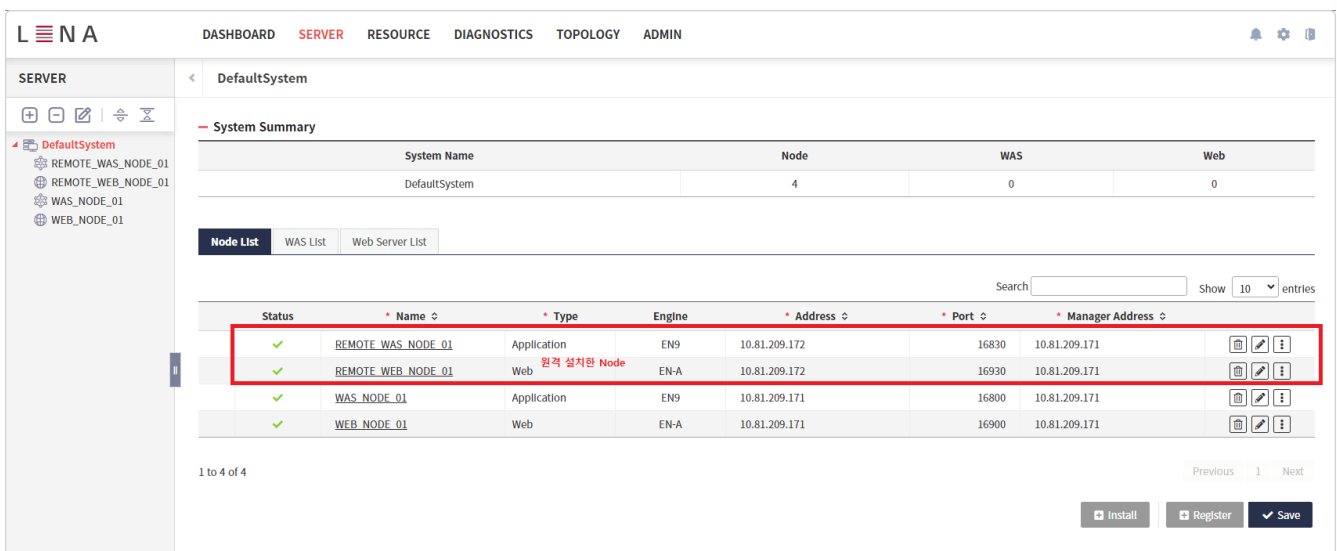 LENA
DASHBOARD SERVER RESOURCE DIAGNOSTICS TOPOLOGY ADMIN
SERVER
DefaultSystem
DefaultSystem
REMOTE_WAS_NODE_01
REMOTE_WEB_NODE_01
WAS_NODE_01
WEB_NODE_01
System Summary
System Name Node WAS Web
DefaultSystem 4 0 0
Node List WAS List Web Server List
Search Show 10 entries
Status * Name * Type Engine * Address * Port * Manager Address
REMOTE_WAS_NODE_01 Application EN9 10.81.209.172 16830 10.81.209.171
원격 설치한 Node
REMOTE_WEB_NODE_01 Web EN-A 10.81.209.172 16930 10.81.209.171
WAS_NODE_01 Application EN9 10.81.209.171 16800 10.81.209.171
WEB_NODE_01 Web EN-A 10.81.209.171 16900 10.81.209.171
1 to 4 of 4
Previous 1 Next
Install Register Save